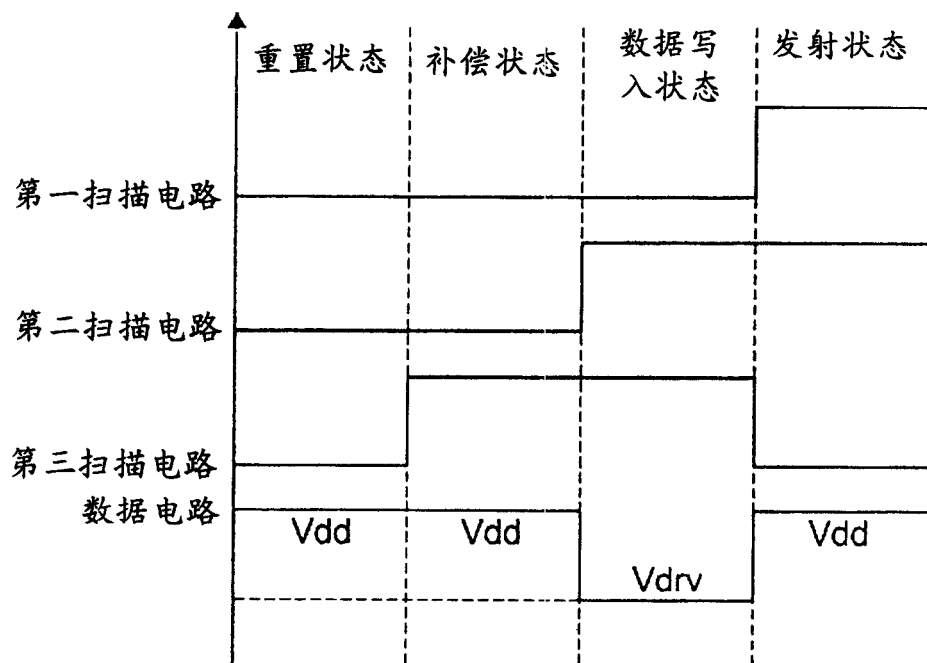 重置状态
补偿状态
数据写
入状态
发射状态
第一扫描电路
第二扫描电路
第三扫描电路
数据电路
Vdd
Vdd
Vdrv
Vdd